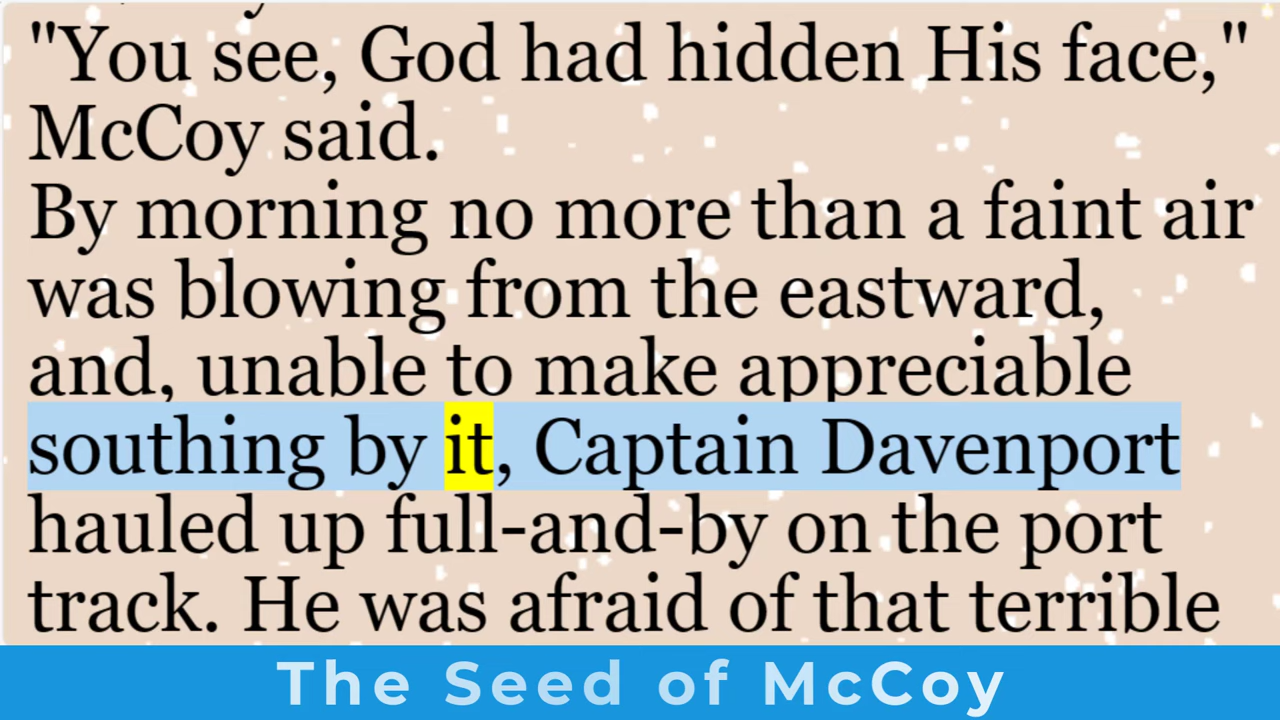 "You see, God had hidden His face,"
McCoy said.
By morning no more than a faint air
was blowing from the eastward,
and, unable to make appreciable
southing by it, Captain Davenport
hauled up full-and-by on the port
track. He was afraid of that terrible
The Seed of McCoy